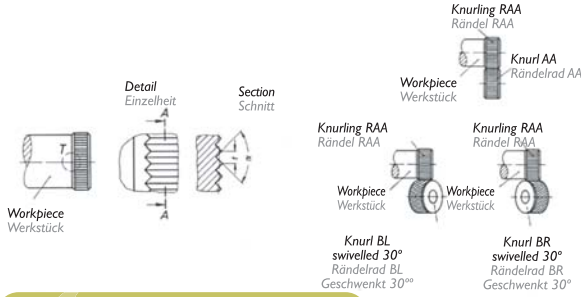 Knurling RAA
Rändel RAA
Knurl AA
Rändelrad AA
Workpiece
Werkstück
Detail
Einzelheit
Section
Schnitt
A
T
t
A
Workpiece
Werkstück
Knurling RAA
Rändel RAA
Knurling RAA
Rändel RAA
Workpiece
Werkstück
Workpiece
Werkstück
Knurl BL
swivelled 30°
Rändelrad BL
Geschwenkt 30°°
Knurl BR
swivelled 30°
Rändelrad BR
Geschwenkt 30°